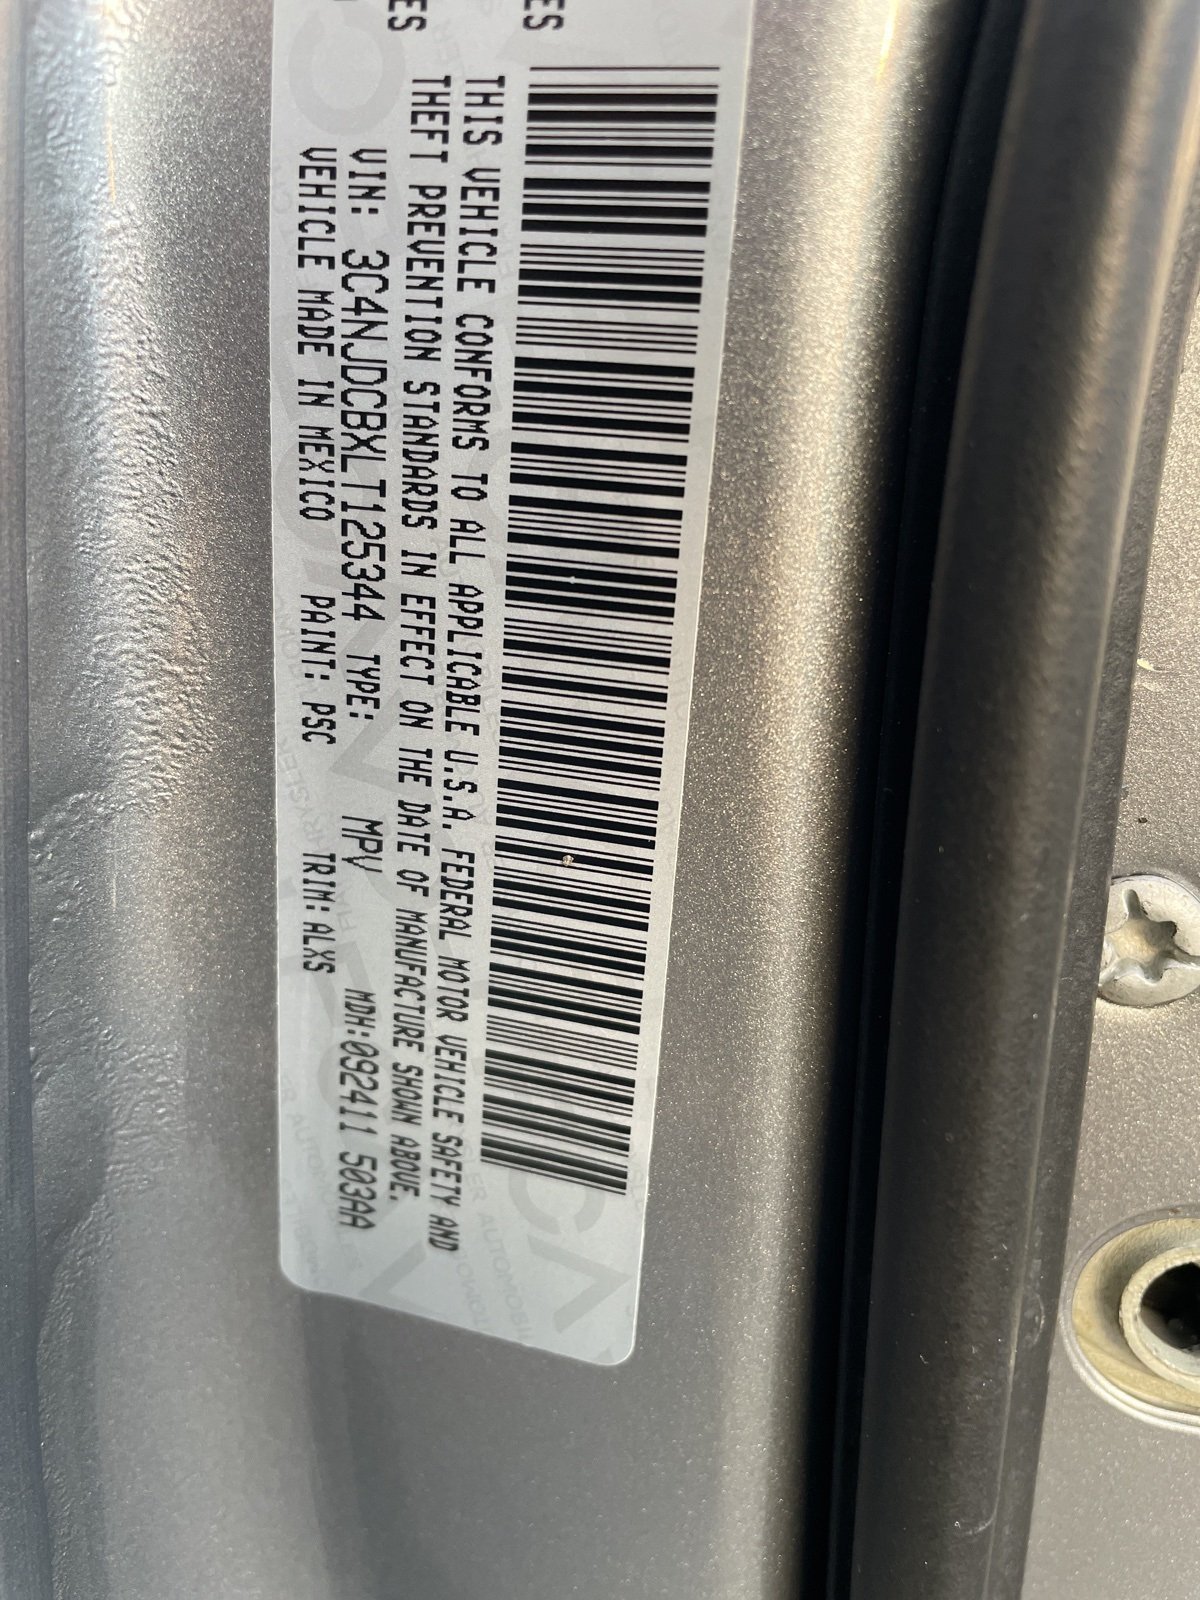 ES
ES
THIS VEHICLE CONFORMS TO ALL APPLICABLE U.S.A. FEDERAL MOTOR VEHICLE SAFETY AND
THEFT PREVENTION STANDARDS IN EFFECT ON THE DATE OF MANUFACTURE SHOWN ABOVE.
VIN: 3C4NJDCBXLT125344 TYPE: MPV MDH:092411 503AA
VEHICLE MADE IN MEXICO PAINT: PSC TRIM:ALXS